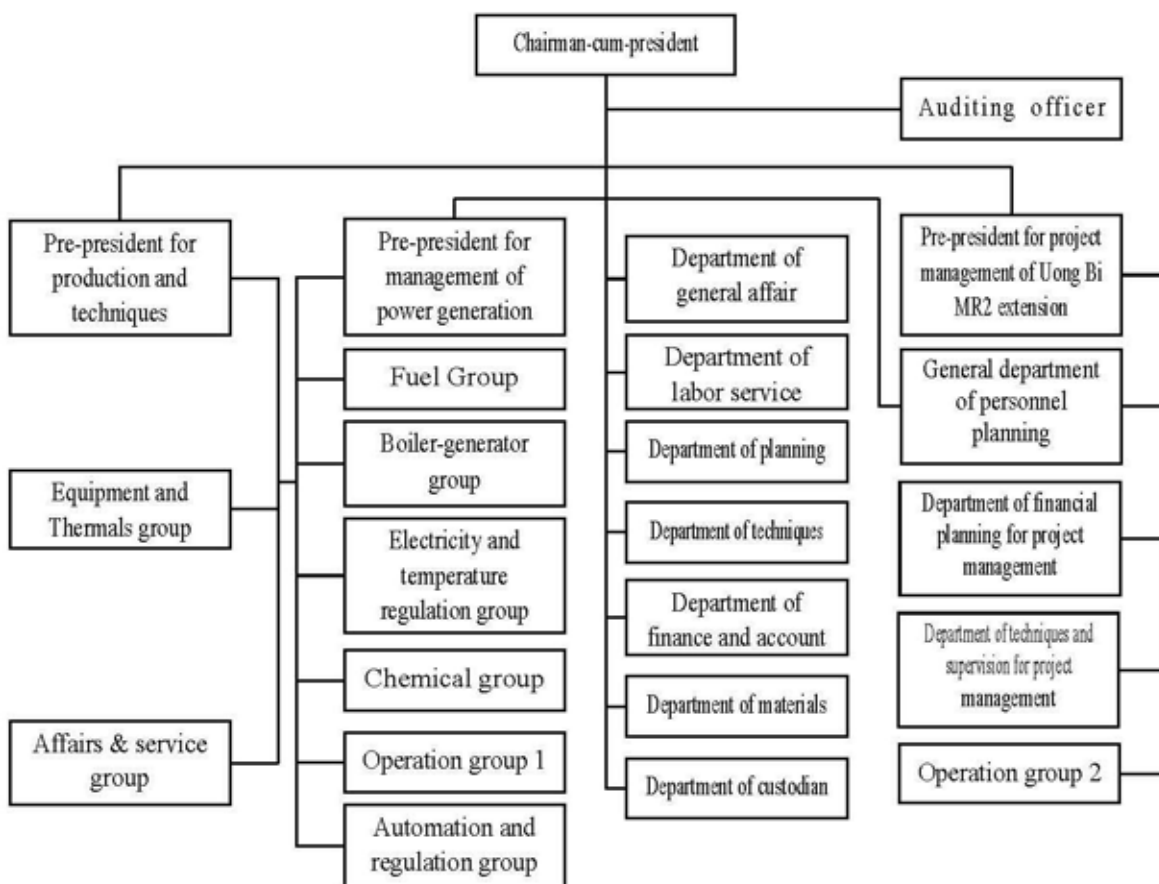 Chairman-cum-president
Auditing officer
Pre-president for
production and
techniques
Equipment and
Thermals group
Affairs & service
group
Pre-president for
management of
power generation
Fuel Group
Boiler-generator
group
Electricity and
temperature
regulation group
Chemical group
Operation group 1
Automation and
regulation group
Department of
general affair
Department of
labor service
Department of planning
Department of techniques
Department of
finance and account
Department of materials
Department of custodian
Pre-president for project
management of Uong Bi
MR2 extension
General department
of personnel
planning
Department of financial
planning for project
management
Department of techniques and
supervision for project
management
Operation group 2